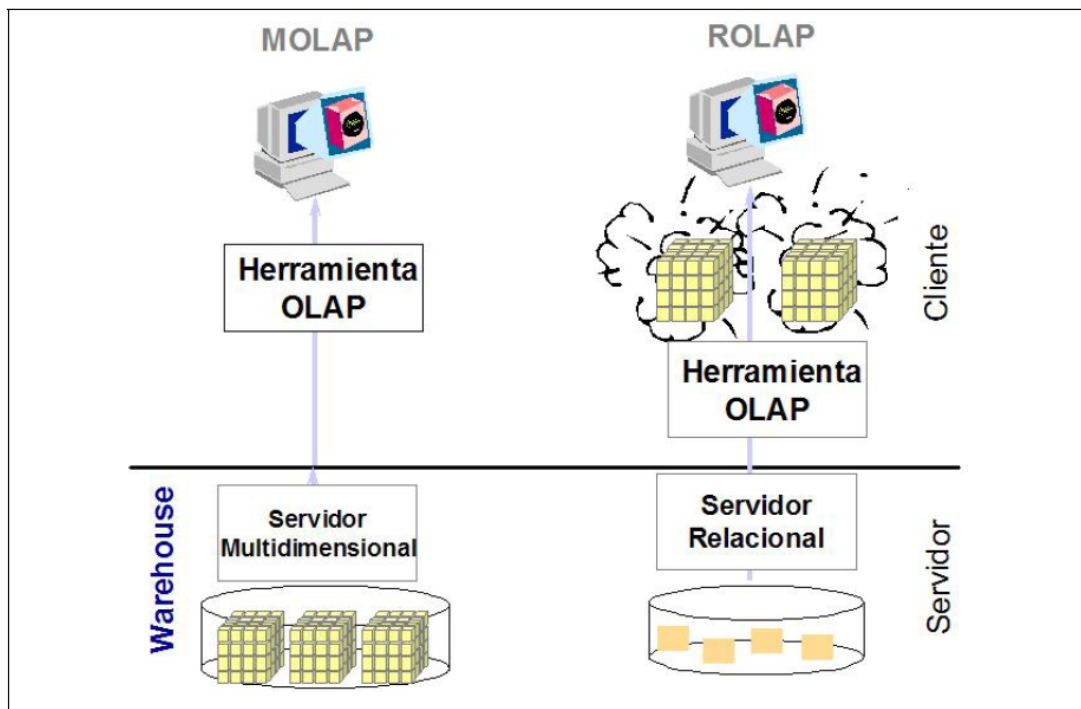 MOLAP
ROLAP
Herramienta
OLAP
Herramienta
OLAP
Cliente
Warehouse
Servidor
Multidimensional
Servidor
Relacional
Servidor